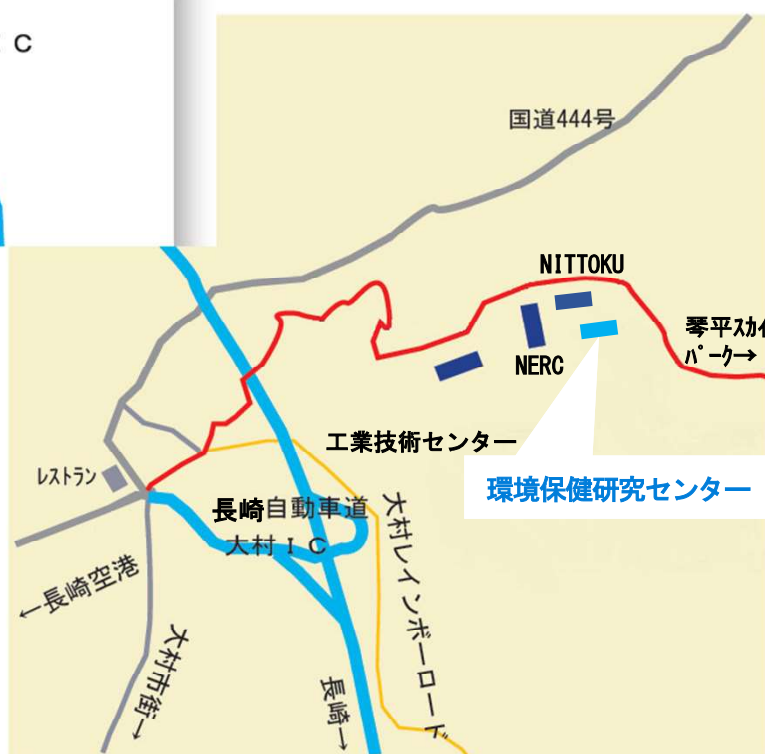 C
国道444号
NITTOKU
琴平スカイ
パーク→
NERC
工業技術センター
レストラン
環境保健研究センター
長崎自動車道
大村ＩＣ
大村レインボーロード
←長崎空港
大村市街→
長崎→